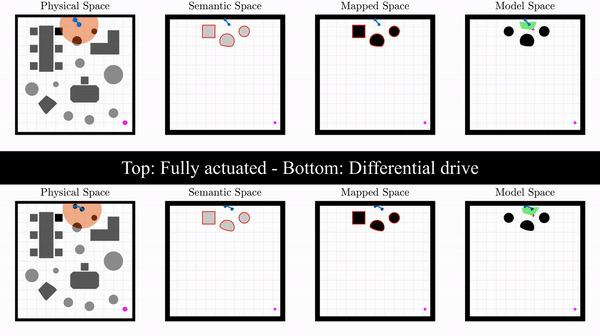 Physical Space
Semantic Space
Mapped Space
Model Space
Top: Fully actuated - Bottom: Differential drive
Physical Space
Semantic Space
Mapped Space
Model Space